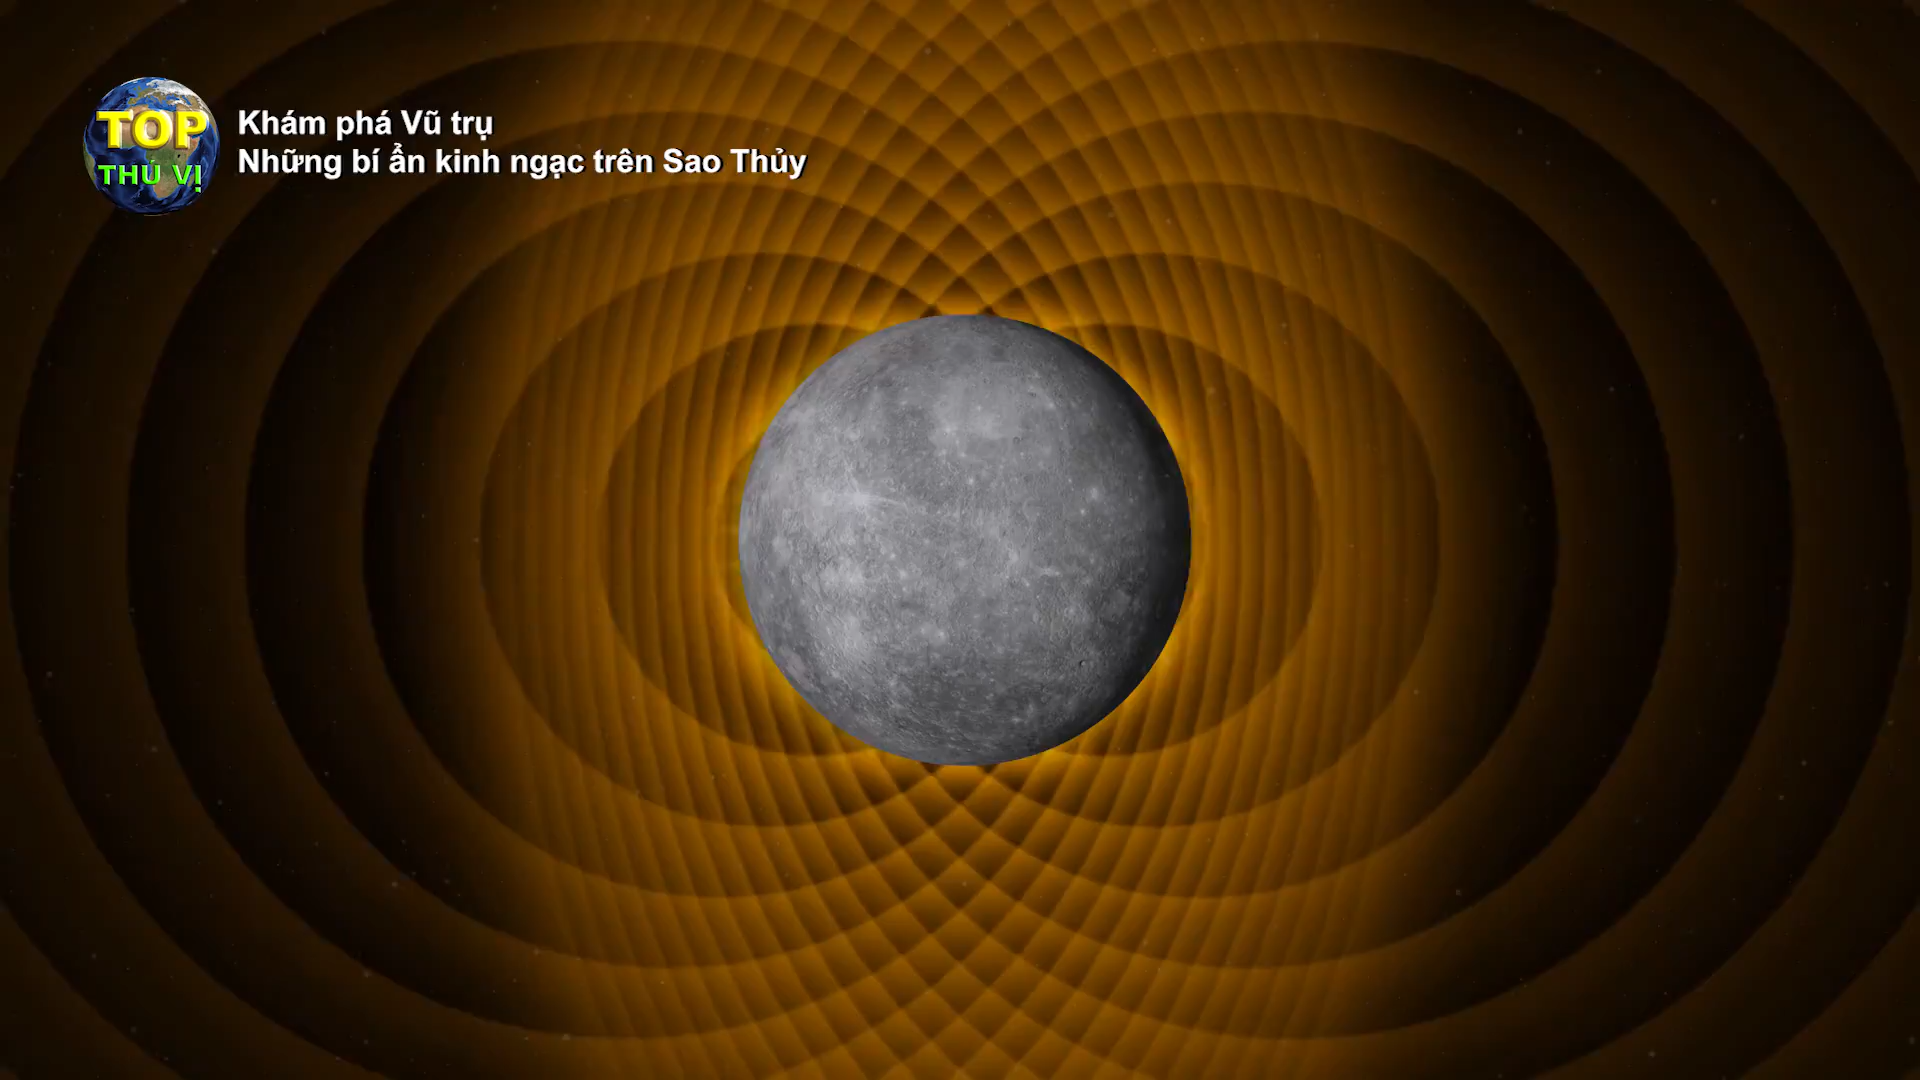 TOP
THÚ VỊ
Khám phá Vũ trụ
Những bí ẩn kinh ngạc trên Sao Thủy